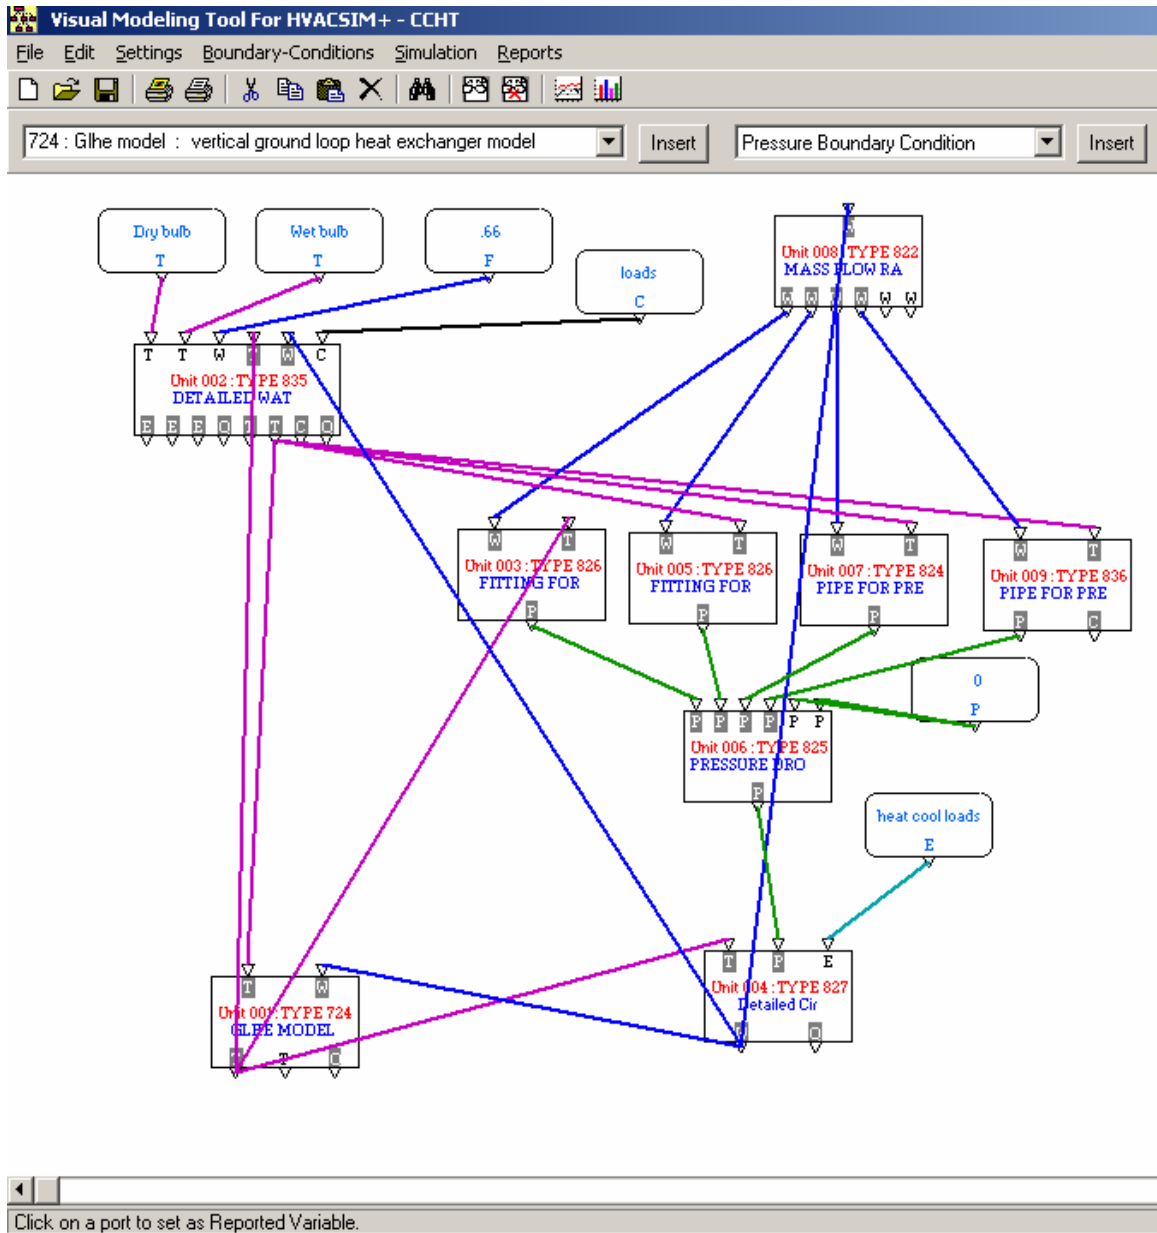 Visual Modeling Tool For HVACSIM+ - CCHT
File Edit Settings Boundary-Conditions Simulation Reports
724 : Glhe model : vertical ground loop heat exchanger model
Insert
Pressure Boundary Condition
Insert
Dry bulb
T
Wet bulb
T
.66
F
loads
C
Unit 008 : TYPE 822
MASS FLOW RA
W W W W W W
T T W T W C
Unit 002 : TYPE 835
DETAILED WAT
E E E Q T T C Q
W T
Unit 003 : TYPE 826
FITTING FOR
P
W T
Unit 005 : TYPE 826
FITTING FOR
P
W T
Unit 007 : TYPE 824
PIPE FOR PRE
P
W T
Unit 009 : TYPE 836
PIPE FOR PRE
P C
0
P
P P P P P P
Unit 006 : TYPE 825
PRESSURE DRO
P
heat cool loads
E
T P E
Unit 004 : TYPE 827
Detailed Cir
Q
T W
Unit 001 : TYPE 724
GLHE MODEL
T Q
Click on a port to set as Reported Variable.